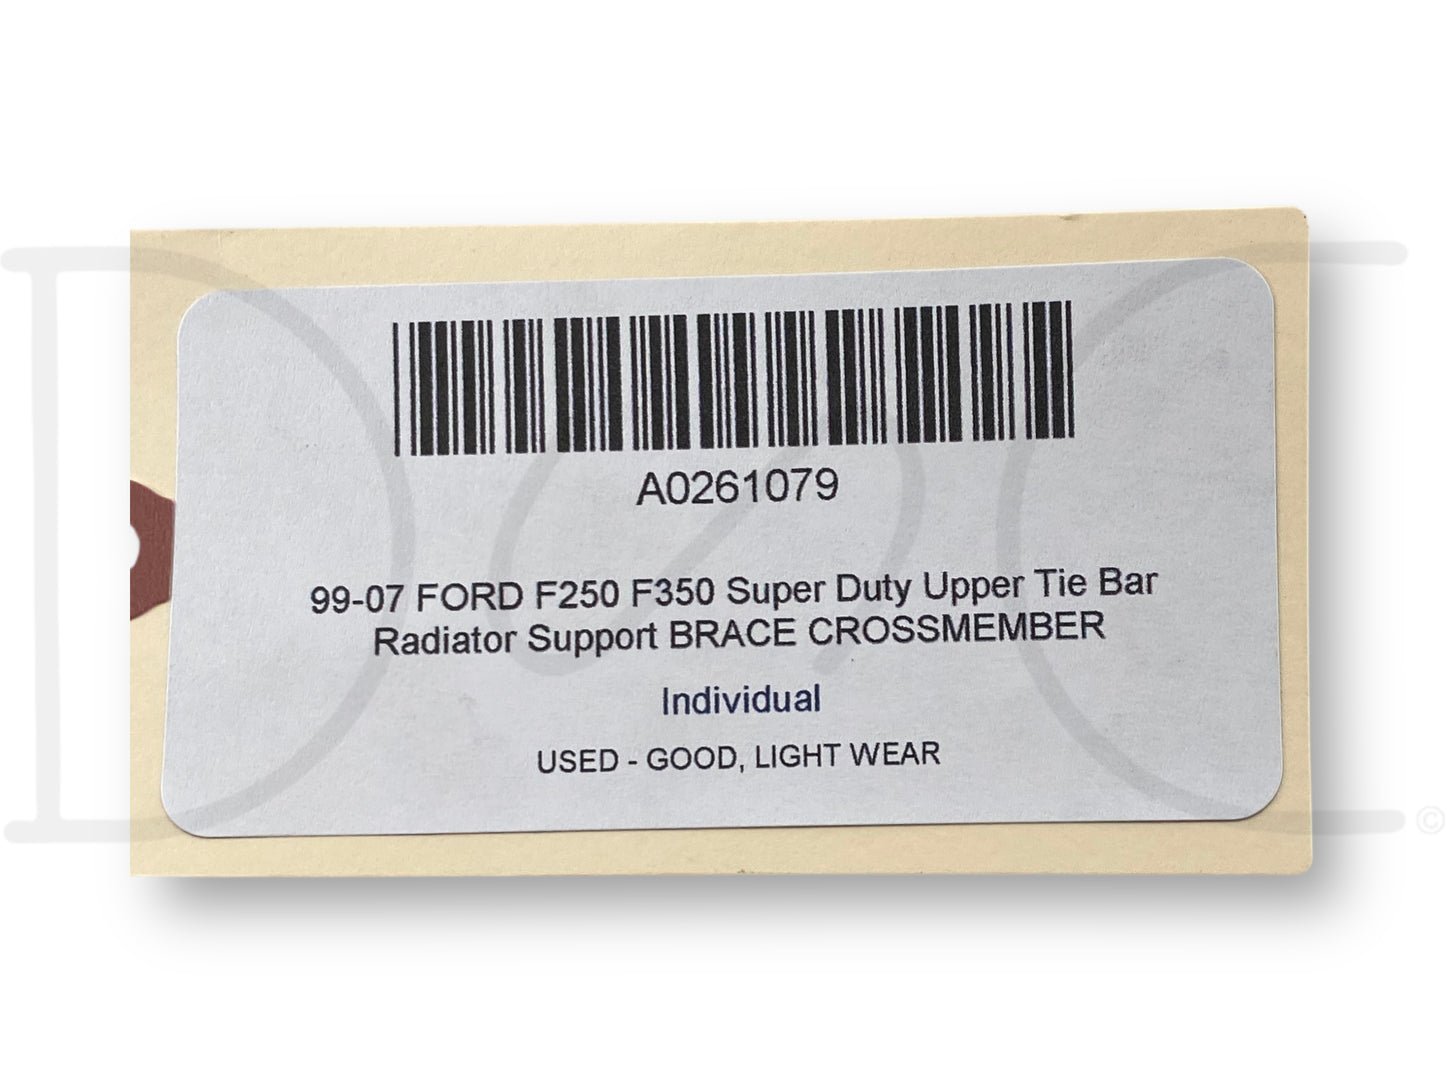 A0261079
99-07 FORD F250 F350 Super Duty Upper Tie Bar
Radiator Support BRACE CROSSMEMBER
Individual
USED - GOOD, LIGHT WEAR
©